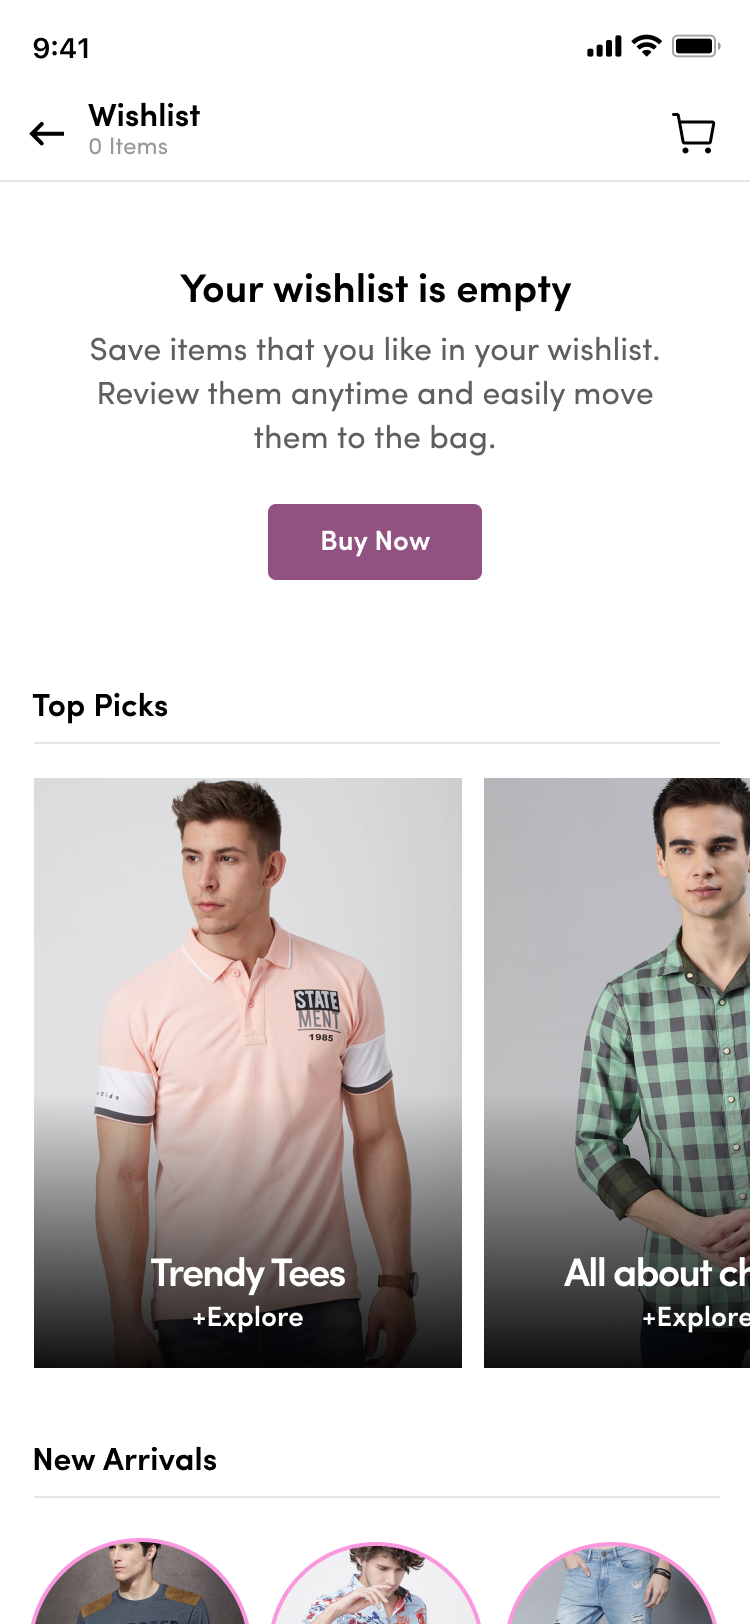 9:41
Wishlist
0 Items
Your wishlist is empty
Save items that you like in your wishlist.
Review them anytime and easily move
them to the bag.
Buy Now
Top Picks
STATE
MENT
1985
Trendy Tees
+Explore
All about
+Explore
New Arrivals